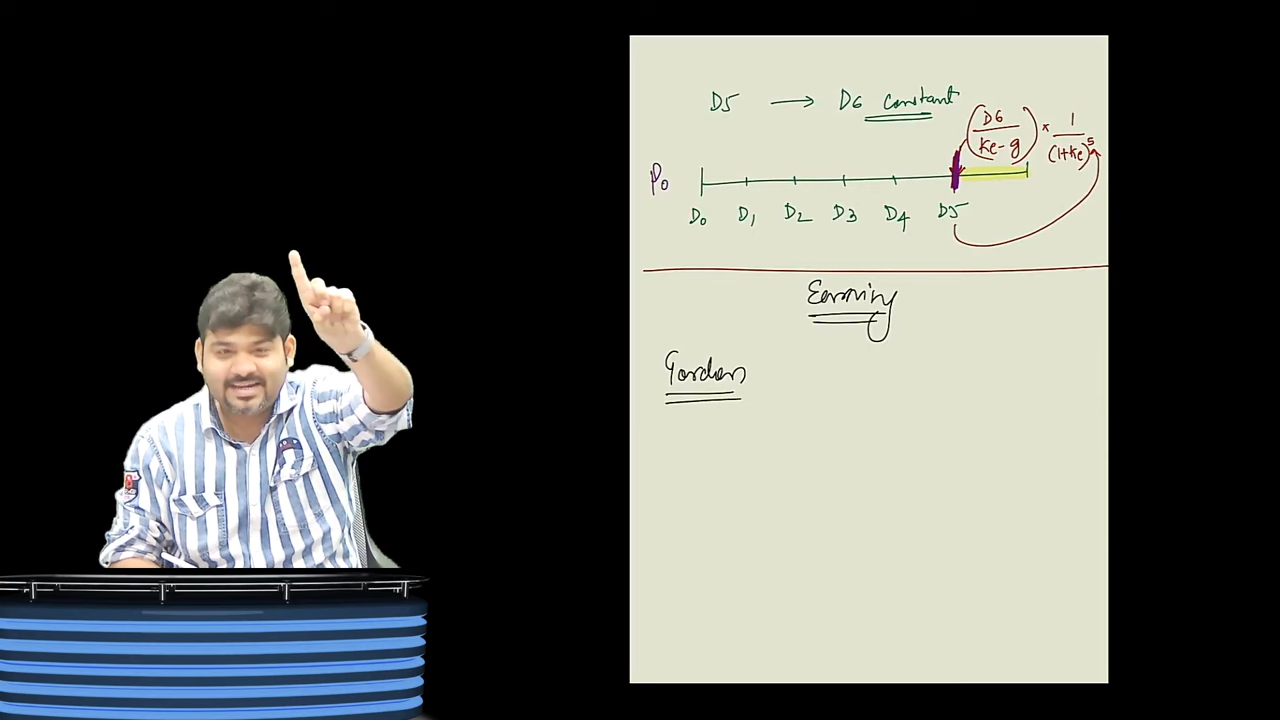 D5 → D6 constant
(D6 / Ke-g) × 1 / (1+Ke)^5
P0
D0 D1 D2 D3 D4 D5
Earning
Gordon